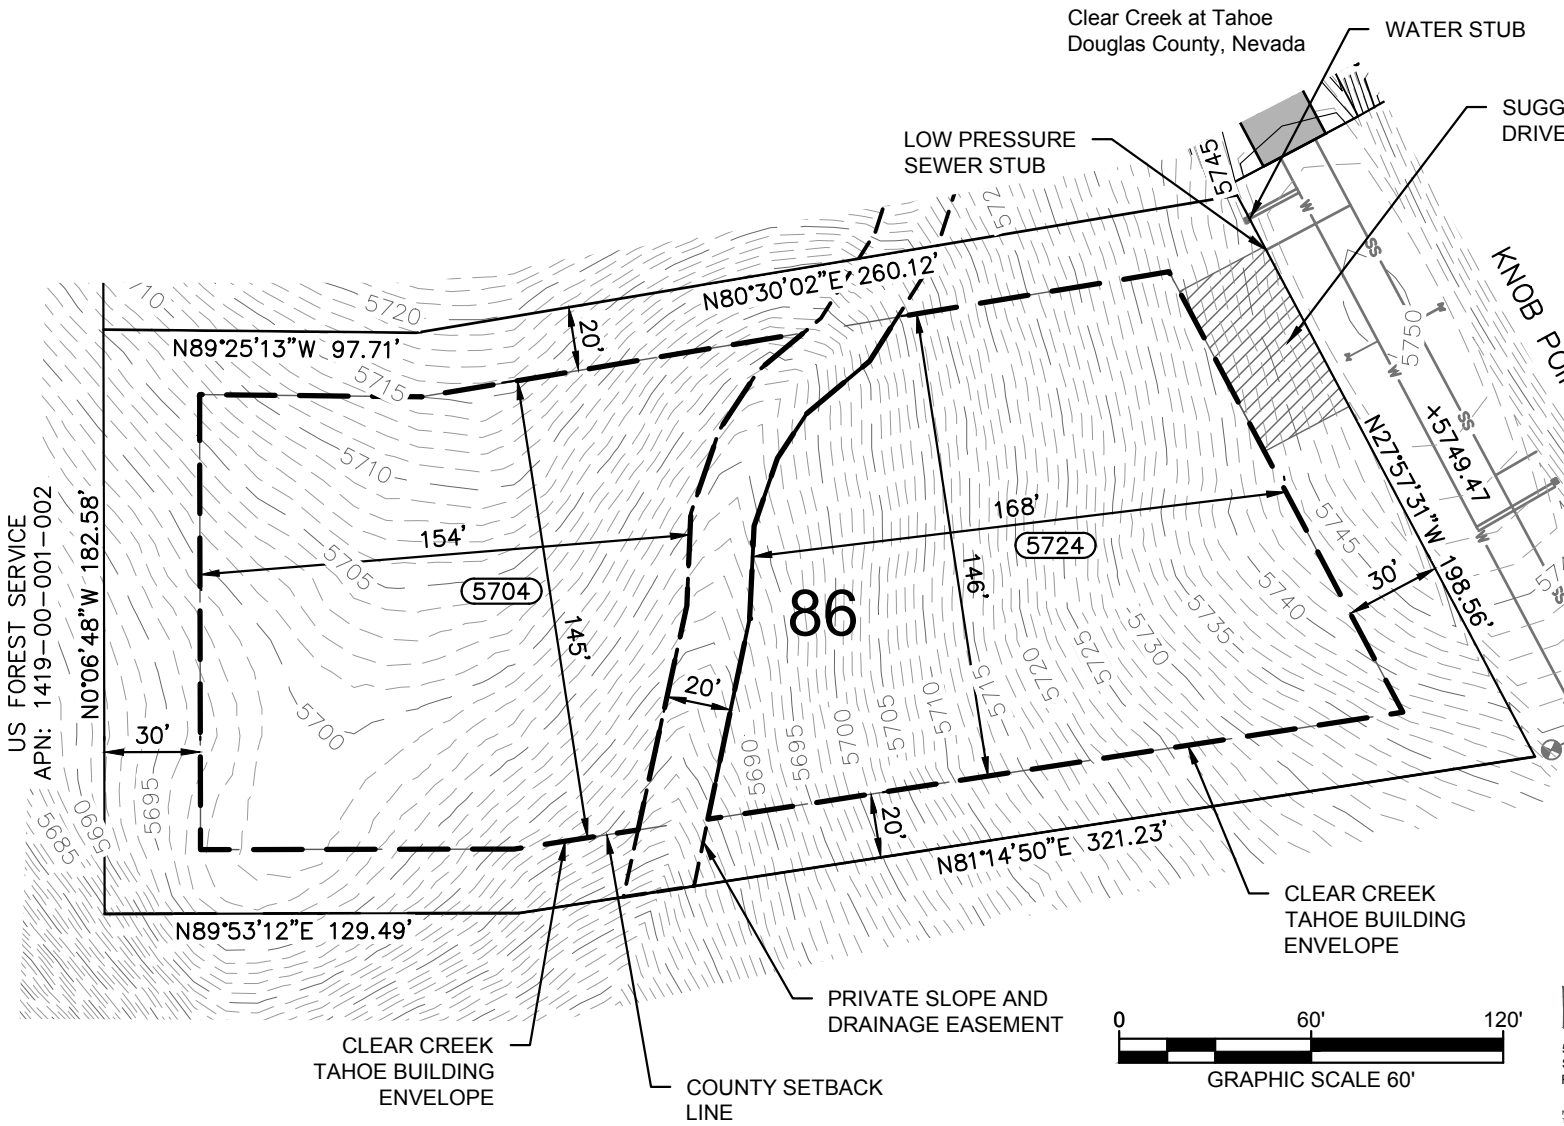 Clear Creek at Tahoe
Douglas County, Nevada
WATER STUB
SUGG
DRIVE
LOW PRESSURE
SEWER STUB
5745
572
W
SS
KNOB
N80°30'02"E 260.12'
5720
10
20'
N89°25'13"W 97.71'
5715
5750
W
SS
+5749.47
N27°57'31"W 198.56'
5710
168'
5724
154'
5704
5705
146'
5745
W
30'
SS
US FOREST SERVICE
APN: 1419-00-001-002
N0°06'48"W 182.58'
86
145'
5740
5735
5730
5725
5720
5715
5710
5705
5700
5695
5690
20'
5700
30'
5695
5690
5685
20'
N81°14'50"E 321.23'
N89°53'12"E 129.49'
CLEAR CREEK
TAHOE BUILDING
ENVELOPE
PRIVATE SLOPE AND
DRAINAGE EASEMENT
0 60' 120'
GRAPHIC SCALE 60'
CLEAR CREEK
TAHOE BUILDING
ENVELOPE
COUNTY SETBACK
LINE